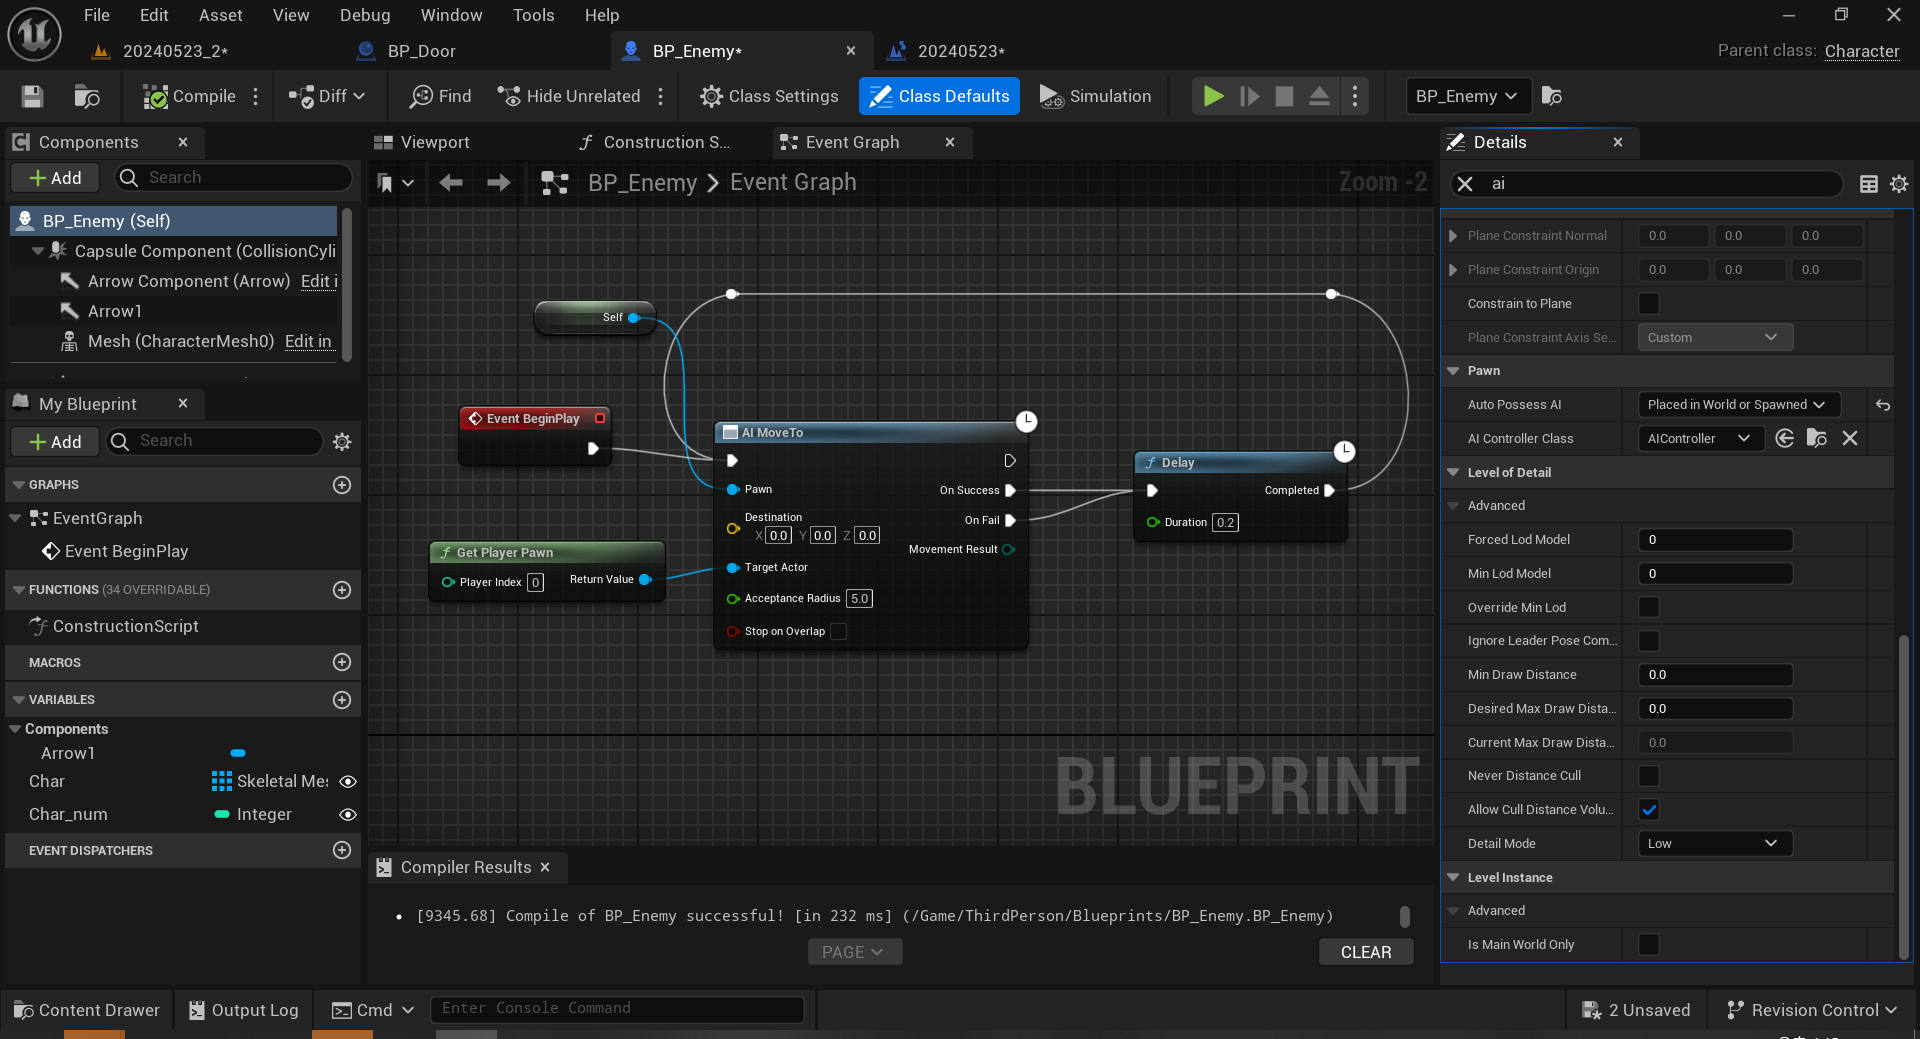 File Edit Asset View Debug Window Tools Help
20240523_2*
BP_Door
BP_Enemy*
20240523*
Parent class: Character
Compile
Diff
Find
Hide Unrelated
Class Settings
Class Defaults
Simulation
BP_Enemy
Components
Add
Search
BP_Enemy (Self)
Capsule Component (CollisionCyli
Arrow Component (Arrow) Edit i
Arrow1
Mesh (CharacterMesh0) Edit in
My Blueprint
Add
Search
GRAPHS
EventGraph
Event BeginPlay
FUNCTIONS (34 OVERRIDABLE)
ConstructionScript
MACROS
VARIABLES
Components
Arrow1
Char Skeletal Mes
Char_num Integer
EVENT DISPATCHERS
Viewport
Construction S...
Event Graph
BP_Enemy > Event Graph
Zoom -2
Self
Event BeginPlay
Get Player Pawn
Player Index 0
Return Value
AI MoveTo
Pawn
Destination
X 0.0 Y 0.0 Z 0.0
Target Actor
Acceptance Radius 5.0
Stop on Overlap
On Success
On Fail
Movement Result
Delay
Completed
Duration 0.2
BLUEPRINT
Compiler Results
[9345.68] Compile of BP_Enemy successful! [in 232 ms] (/Game/ThirdPerson/Blueprints/BP_Enemy.BP_Enemy)
PAGE
CLEAR
Details
ai
Plane Constraint Normal 0.0 0.0 0.0
Plane Constraint Origin 0.0 0.0 0.0
Constrain to Plane
Plane Constraint Axis Se... Custom
Pawn
Auto Possess AI Placed in World or Spawned
AI Controller Class AIController
Level of Detail
Advanced
Forced Lod Model 0
Min Lod Model 0
Override Min Lod
Ignore Leader Pose Com...
Min Draw Distance 0.0
Desired Max Draw Dista... 0.0
Current Max Draw Dista... 0.0
Never Distance Cull
Allow Cull Distance Volu...
Detail Mode Low
Level Instance
Advanced
Is Main World Only
Content Drawer
Output Log
Cmd
Enter Console Command
2 Unsaved
Revision Control